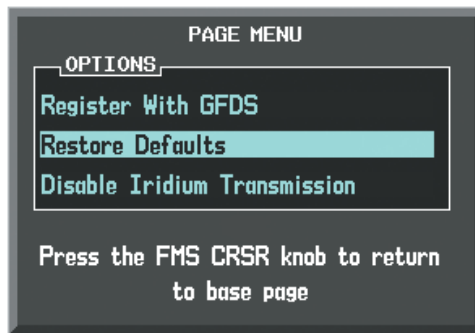 PAGE MENU
OPTIONS
Register With GFDS
Restore Defaults
Disable Iridium Transmission
Press the FMS CRSR knob to return
to base page